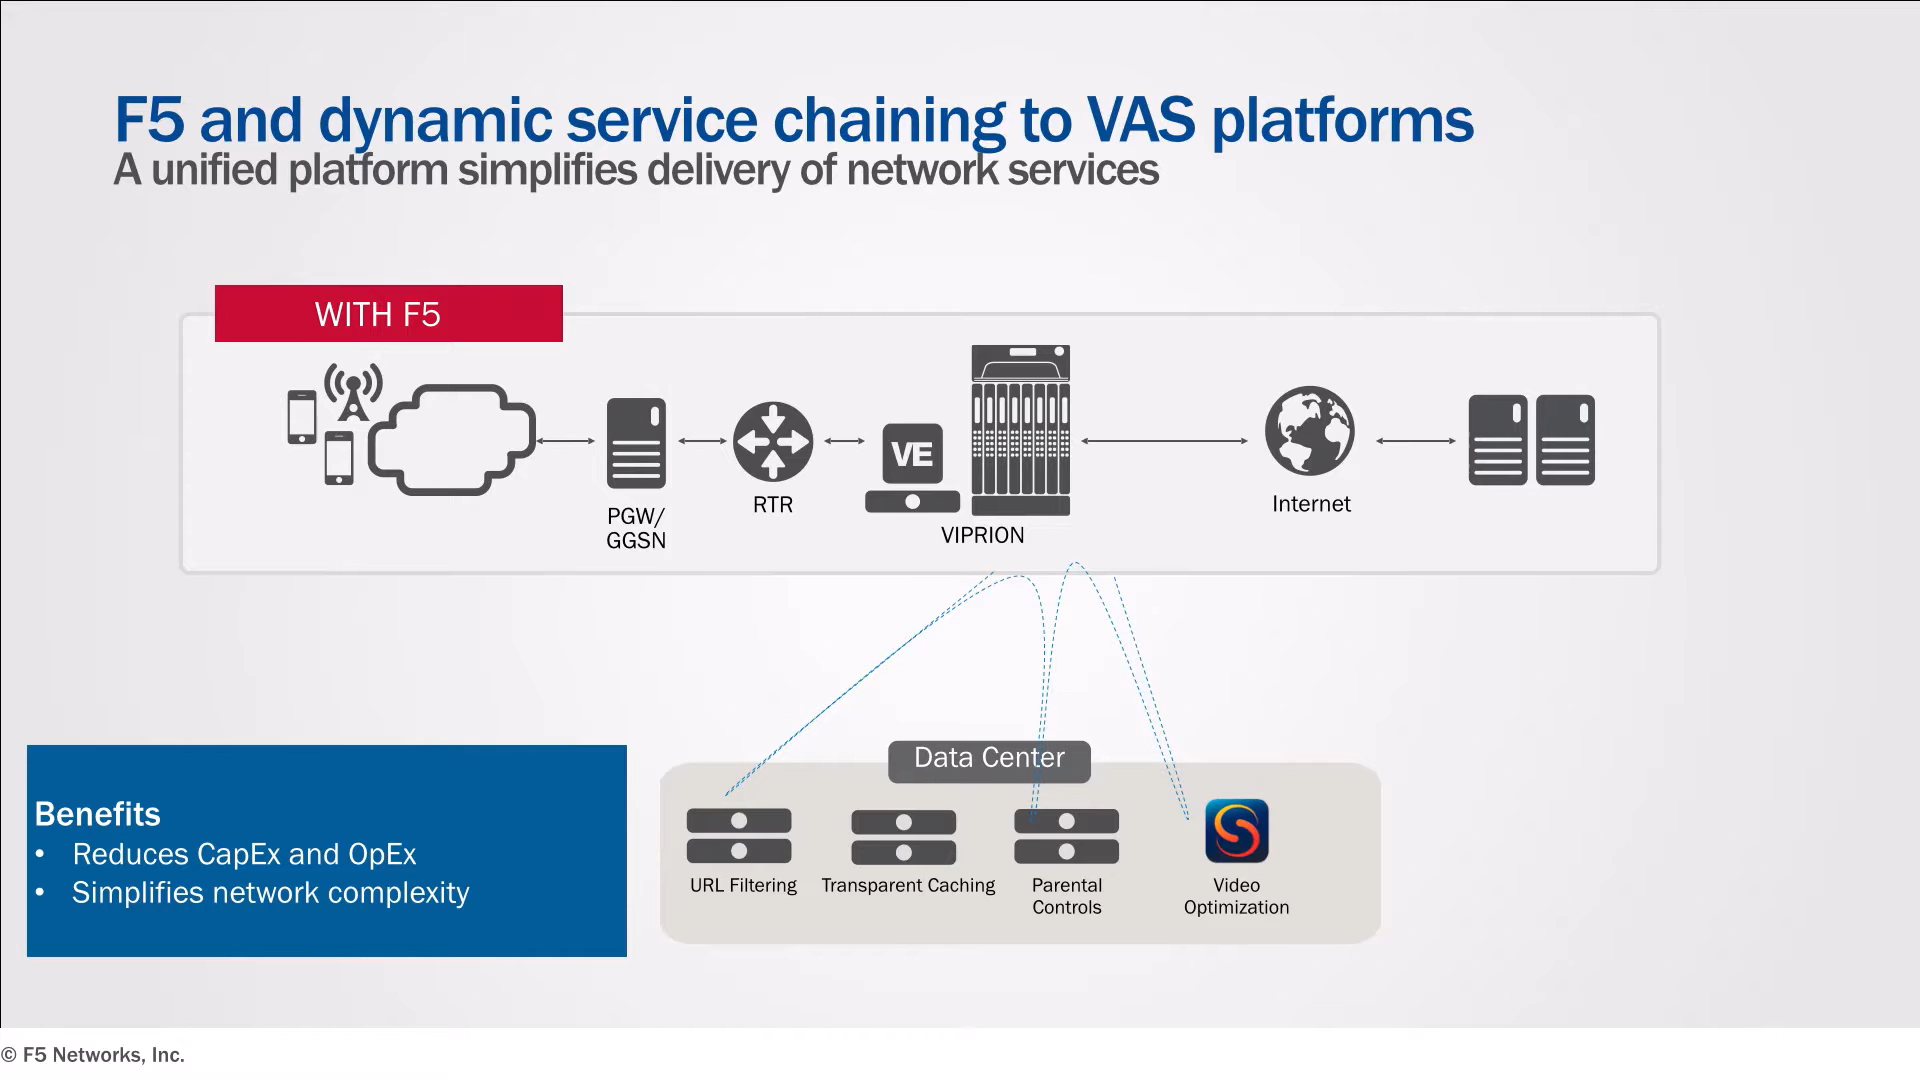 F5 and dynamic service chaining to VAS platforms
A unified platform simplifies delivery of network services
WITH F5
VE
PGW/
GGSN
RTR
VIPRION
Internet
Data Center
URL Filtering
Transparent Caching
Parental
Controls
Video
Optimization
Benefits
• Reduces CapEx and OpEx
• Simplifies network complexity
© F5 Networks, Inc.